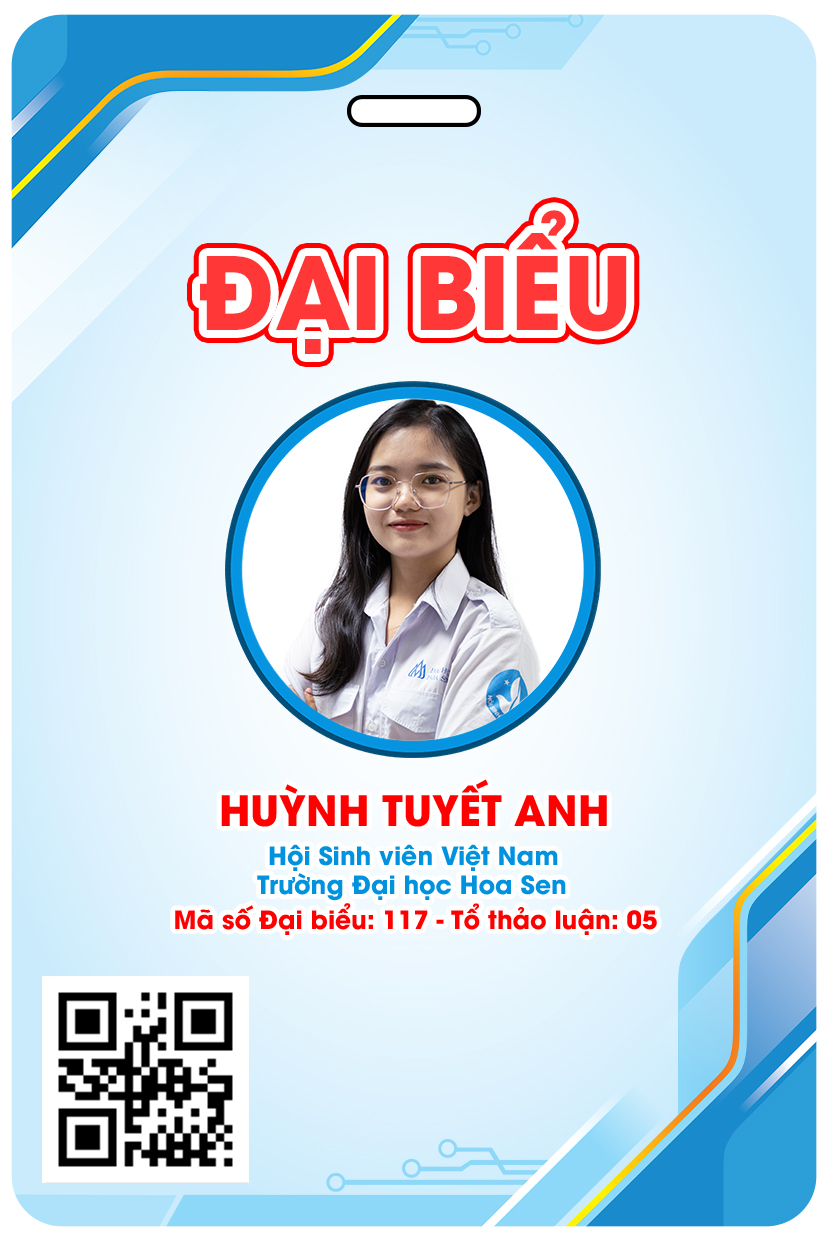 ĐẠI BIỂU
HUỲNH TUYẾT ANH
Hội Sinh viên Việt Nam
Trường Đại học Hoa Sen
Mã số Đại biểu: 117 - Tổ thảo luận: 05